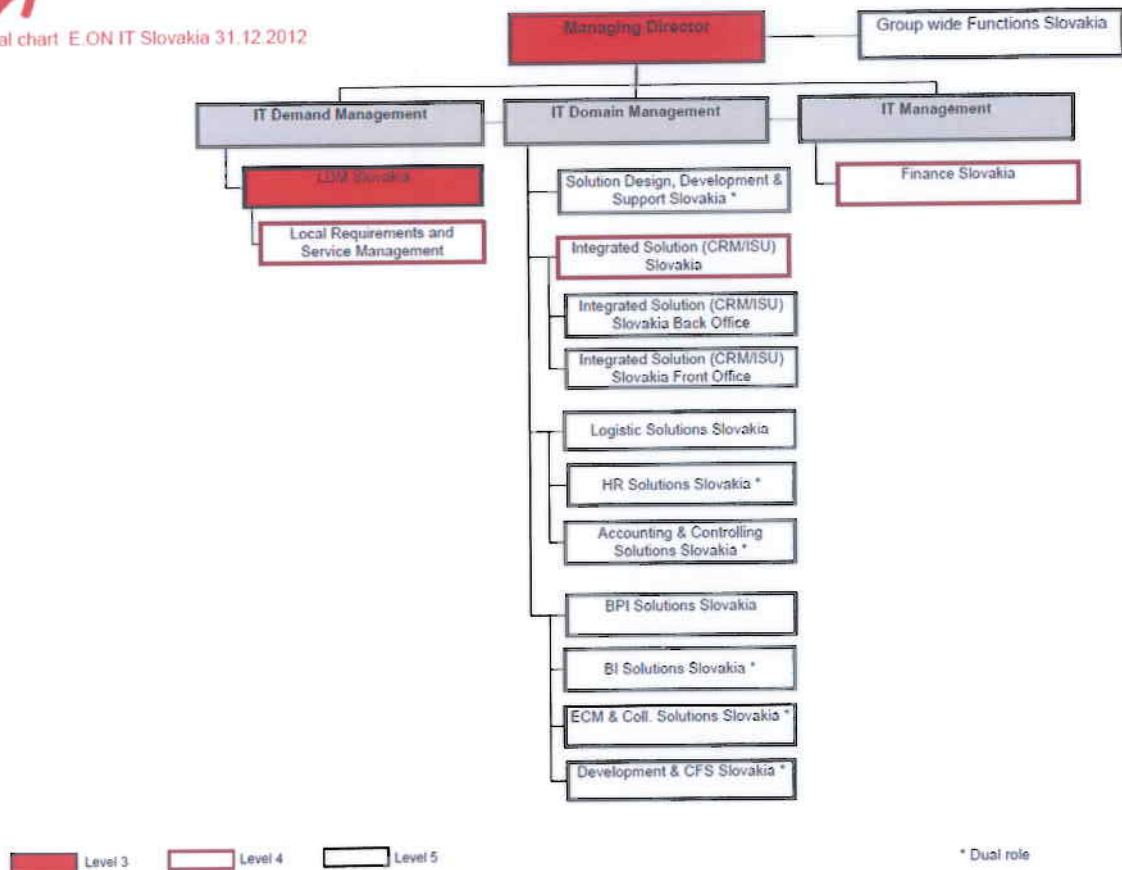 al chart E.ON IT Slovakia 31.12.2012
Managing Director
Group wide Functions Slovakia
IT Demand Management
IT Domain Management
IT Management
LDM Slovakia
Local Requirements and
Service Management
Solution Design, Development &
Support Slovakia *
Integrated Solution (CRM/ISU)
Slovakia
Integrated Solution (CRM/ISU)
Slovakia Back Office
Integrated Solution (CRM/ISU)
Slovakia Front Office
Logistic Solutions Slovakia
HR Solutions Slovakia *
Accounting & Controlling
Solutions Slovakia *
BPI Solutions Slovakia
BI Solutions Slovakia *
ECM & Coll. Solutions Slovakia *
Development & CFS Slovakia *
Finance Slovakia
Level 3
Level 4
Level 5
* Dual role